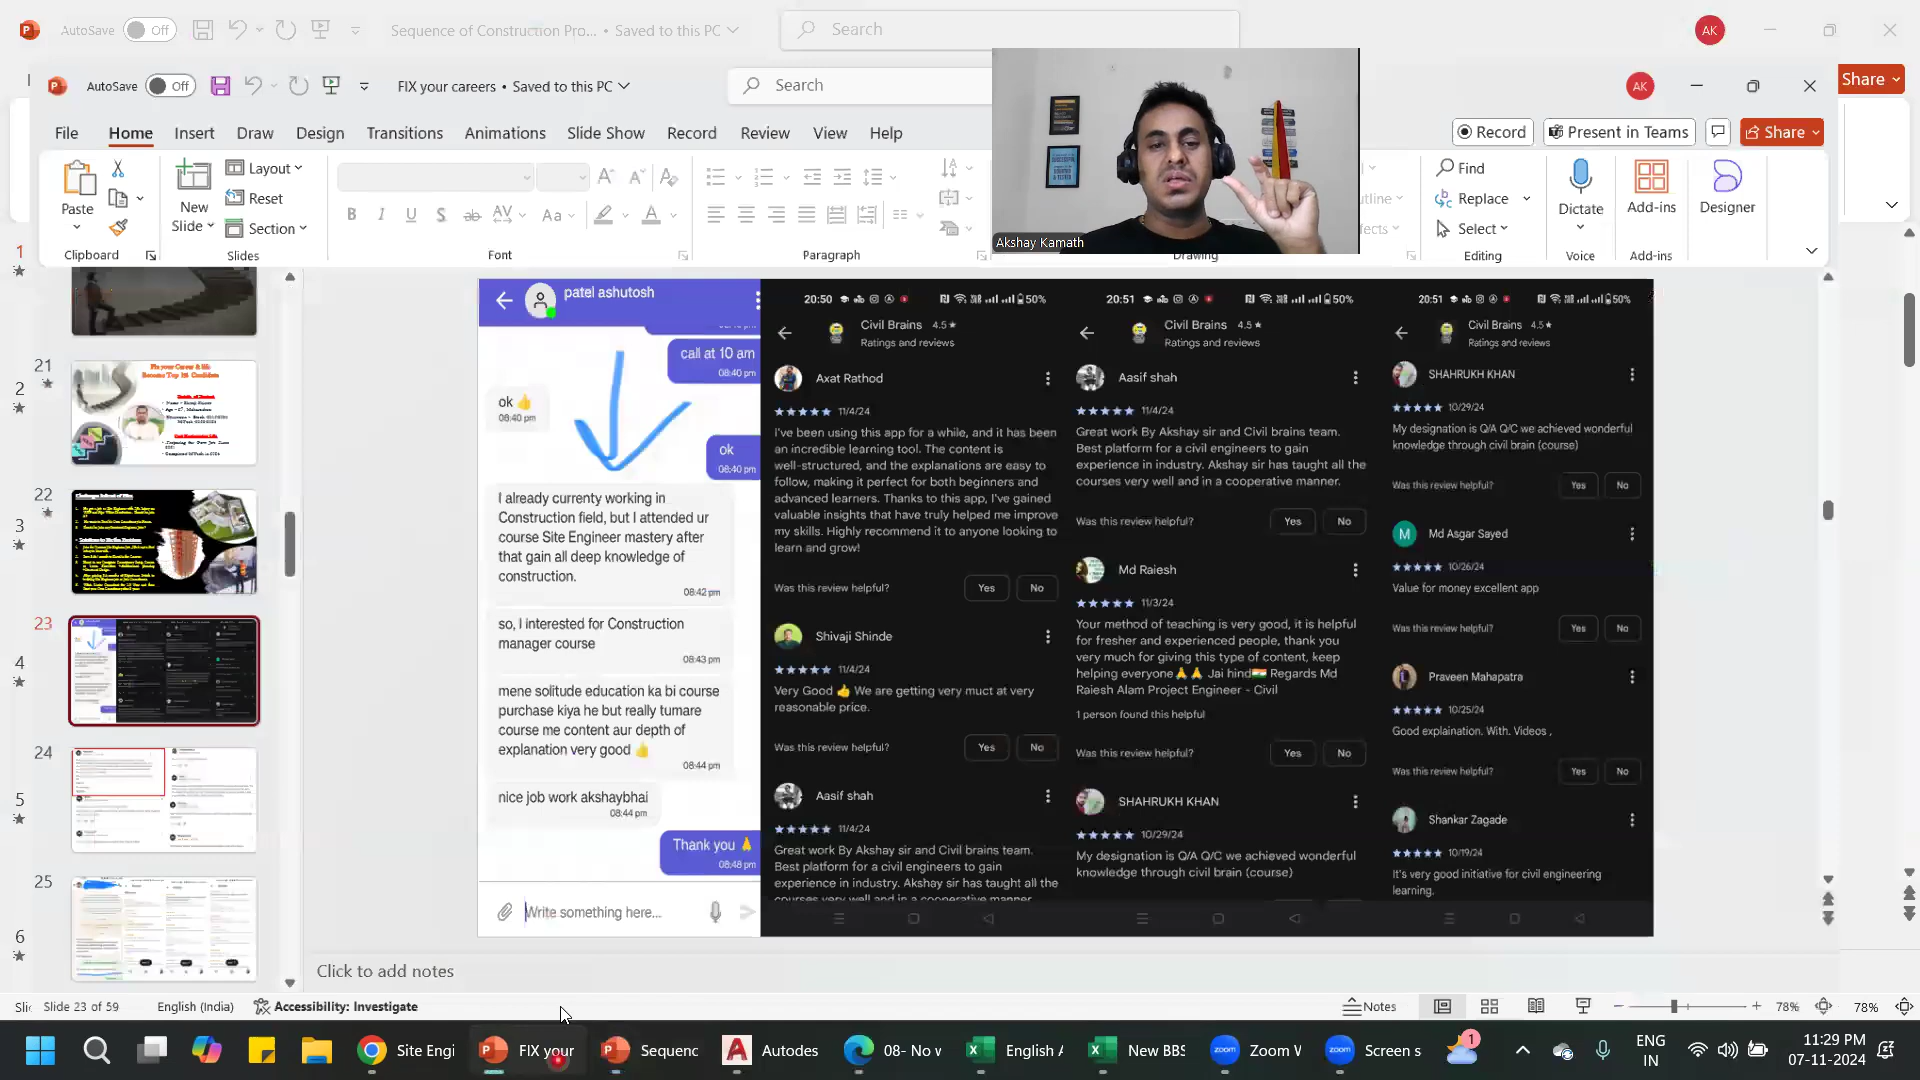 AutoSave Off Sequence of Construction Pro... • Saved to this PC Search AK
AutoSave Off FIX your careers • Saved to this PC Search AK Share
File Home Insert Draw Design Transitions Animations Slide Show Record Review View Help Record Present in Teams Share
Paste New Slide Layout Reset Section Find Replace Select Dictate Add-ins Designer
Clipboard Slides Font Paragraph Drawing Editing Voice Add-ins
Akshay Kamath
1
21
2
22
3
23
4
24
5
25
6
patel ashutosh
call at 10 am
08:40 pm
ok 👍
08:40 pm
ok
08:40 pm
I already currenty working in
Construction field, but I attended ur
course Site Engineer mastery after
that gain all deep knowledge of
construction.
08:42 pm
so, I interested for Construction
manager course
08:43 pm
mene solitude education ka bi course
purchase kiya he but really tumare
course me content aur depth of
explanation very good 👍
08:44 pm
nice job work akshaybhai
08:44 pm
Thank you 🙏
08:48 pm
Write something here...
20:50 50%
Civil Brains 4.5★
Ratings and reviews
Axat Rathod
★★★★★ 11/4/24
I've been using this app for a while, and it has been
an incredible learning tool. The content is
well-structured, and the explanations are easy to
follow, making it perfect for both beginners and
advanced learners. Thanks to this app, I've gained
valuable insights that have truly helped me improve
my skills. Highly recommend it to anyone looking to
learn and grow!
Was this review helpful? Yes No
Shivaji Shinde
★★★★★ 11/4/24
Very Good 👍 We are getting very muct at very
reasonable price.
Was this review helpful? Yes No
Aasif shah
★★★★★ 11/4/24
Great work By Akshay sir and Civil brains team.
Best platform for a civil engineers to gain
experience in industry. Akshay sir has taught all the
courses very well and in a cooperative manner.
20:51 50%
Civil Brains 4.5★
Ratings and reviews
Aasif shah
★★★★★ 11/4/24
Great work By Akshay sir and Civil brains team.
Best platform for a civil engineers to gain
experience in industry. Akshay sir has taught all the
courses very well and in a cooperative manner.
Was this review helpful? Yes No
Md Raiesh
★★★★★ 11/3/24
Your method of teaching is very good, it is helpful
for fresher and experienced people, thank you
very much for giving this type of content, keep
helping everyone🙏🙏 Jai hind🇮🇳 Regards Md
Raiesh Alam Project Engineer - Civil
1 person found this helpful
Was this review helpful? Yes No
SHAHRUKH KHAN
★★★★★ 10/29/24
My designation is Q/A Q/C we achieved wonderful
knowledge through civil brain (course)
20:51 50%
Civil Brains 4.5★
Ratings and reviews
SHAHRUKH KHAN
★★★★★ 10/29/24
My designation is Q/A Q/C we achieved wonderful
knowledge through civil brain (course)
Was this review helpful? Yes No
M Md Asgar Sayed
★★★★★ 10/26/24
Value for money excellent app
Was this review helpful? Yes No
Praveen Mahapatra
★★★★★ 10/25/24
Good explaination. With. Videos ,
Was this review helpful? Yes No
Shankar Zagade
★★★★★ 10/19/24
It's very good initiative for civil engineering
learning.
Click to add notes
Slide 23 of 59 English (India) Accessibility: Investigate Notes 78% 78%
Site Engi FIX your Sequenc Autodes 08- No w English A New BBS Zoom W Screen s 1 ENG IN 11:29 PM 07-11-2024